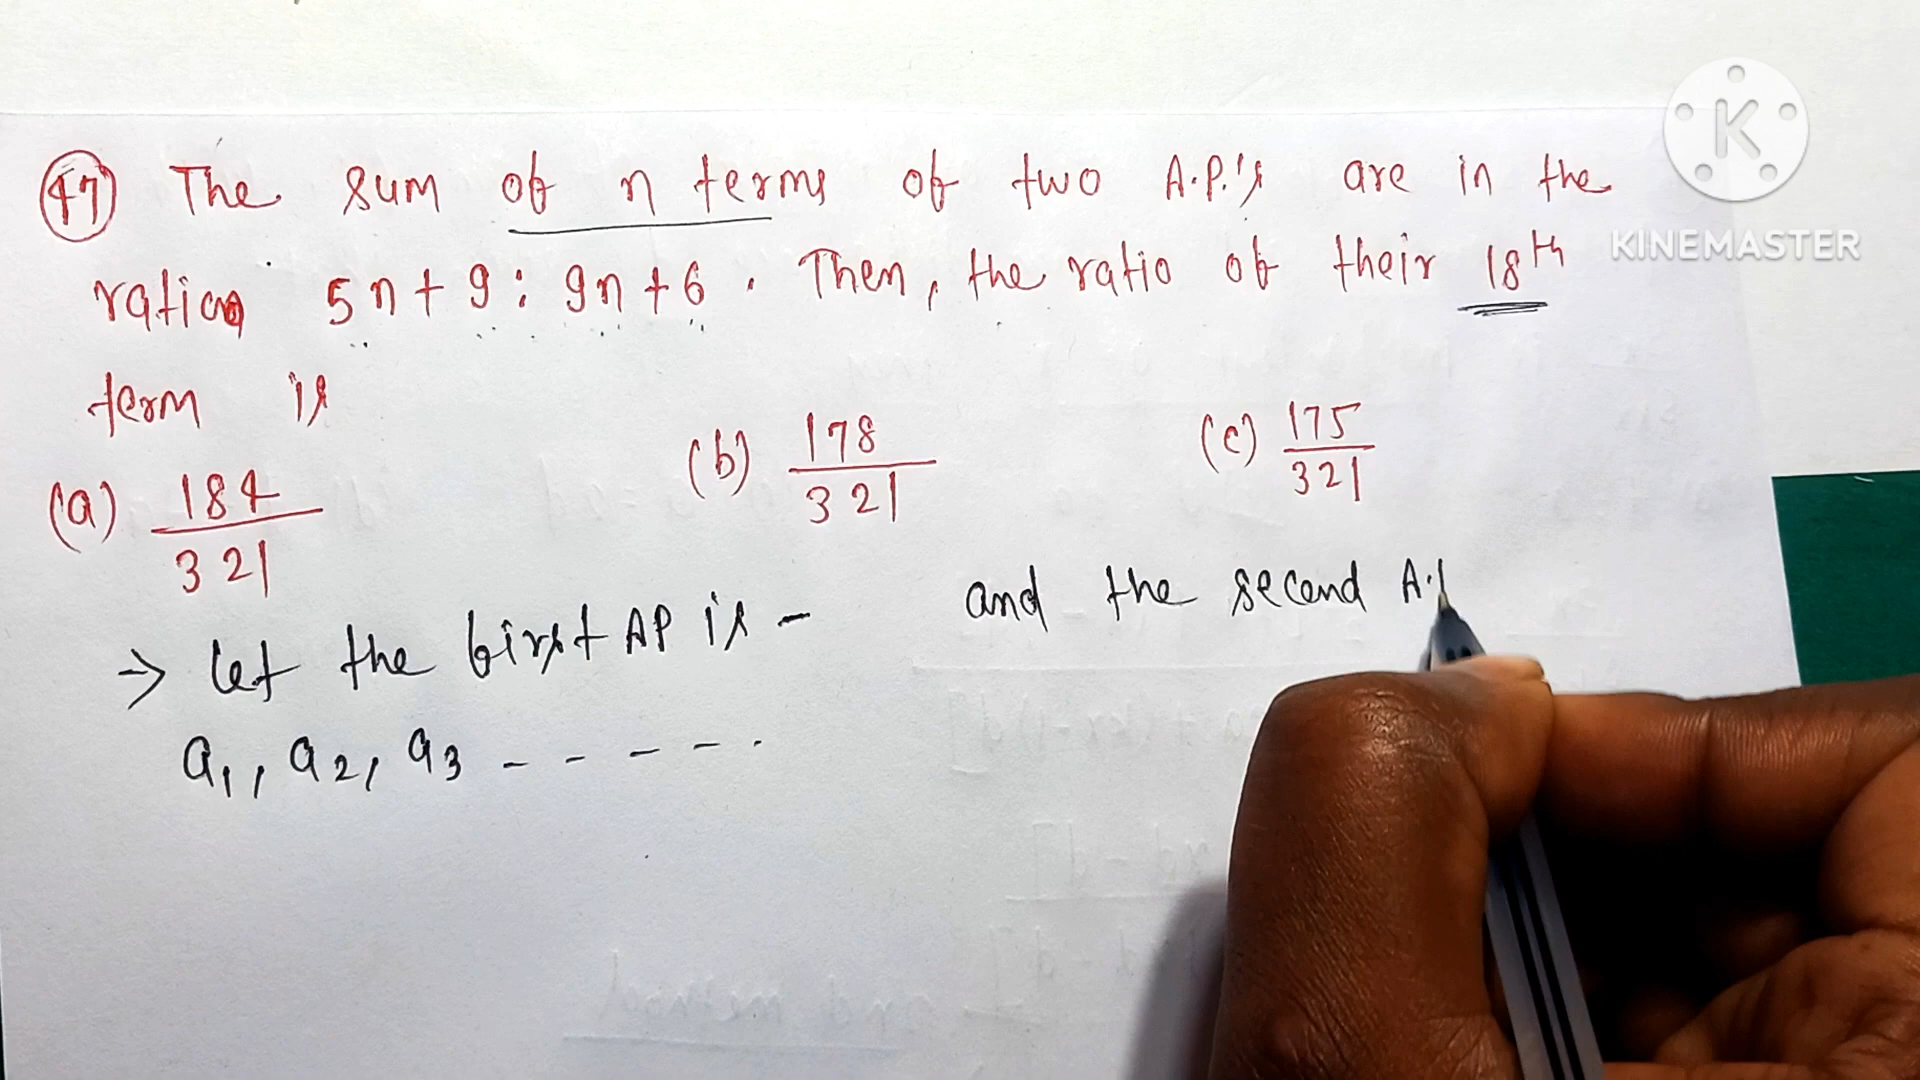 (47) The sum of n terms of two A.P.'s are in the
ratio 5n+9 : 9n+6 . Then, the ratio of their 18th
term is
(a) 184/321 (b) 178/321 (c) 175/321
→ let the first AP is - and the second A.P
a1, a2, a3 - - - - .
K
KINEMASTER